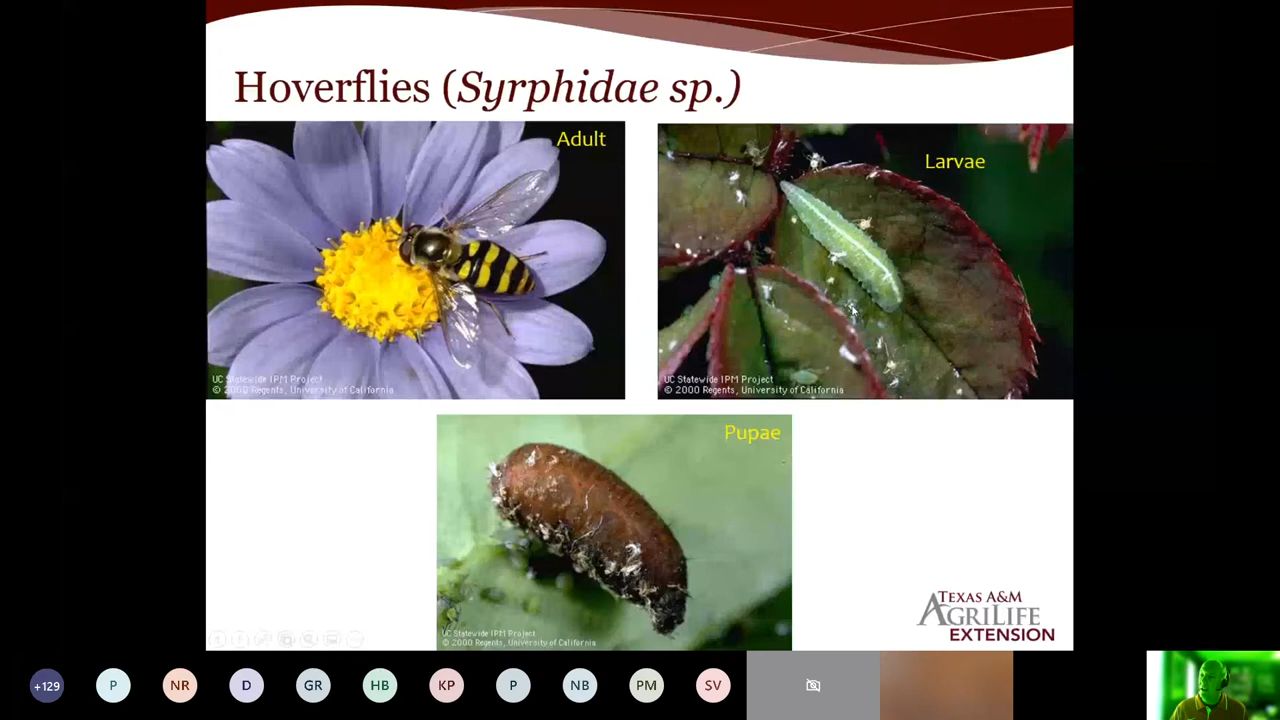 Hoverflies (Syrphidae sp.)
Adult
Larvae
UC Statewide IPM Project
© 2000 Regents, University of California
UC Statewide IPM Project
© 2000 Regents, University of California
Pupae
UC Statewide IPM Project
© 2000 Regents, University of California
TEXAS A&M
AGRILIFE
EXTENSION
+129
P
NR
D
GR
HB
KP
P
NB
PM
SV